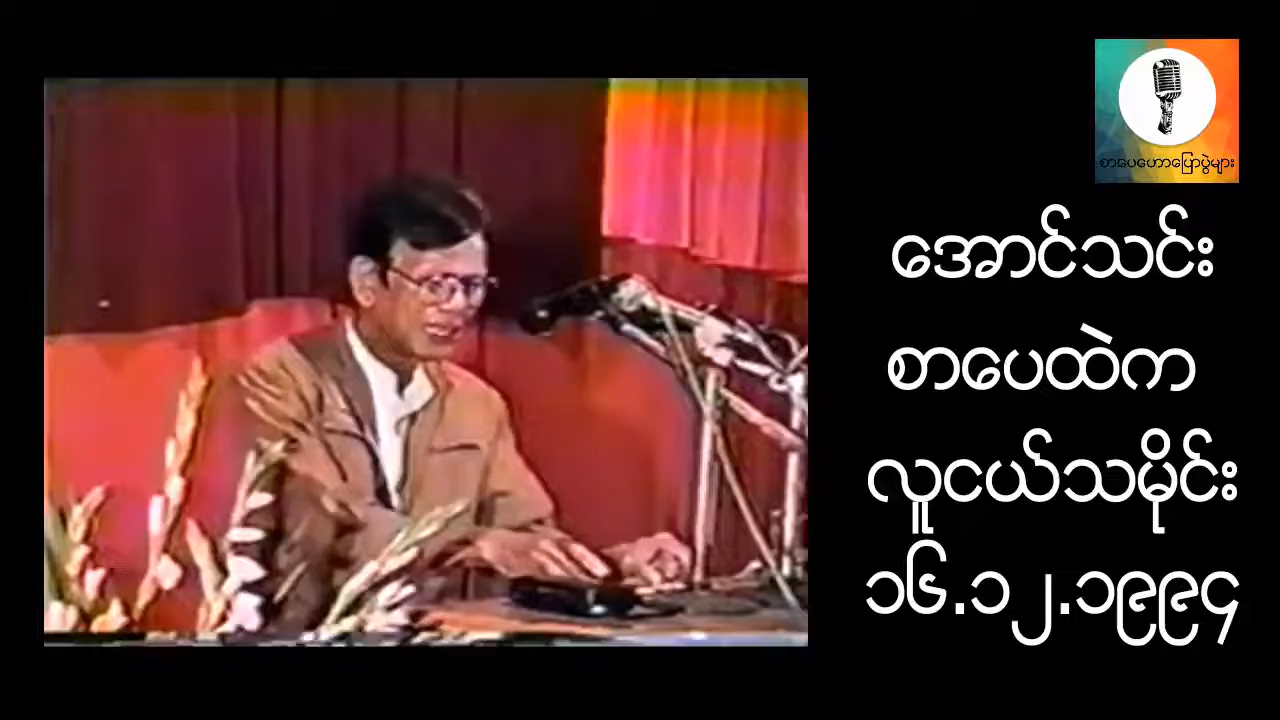 စာပေဟောပြောပွဲများ
အောင်သင်း
စာပေထဲက
လူငယ်သမိုင်း
၁၆.၁၂.၁၉၉၄